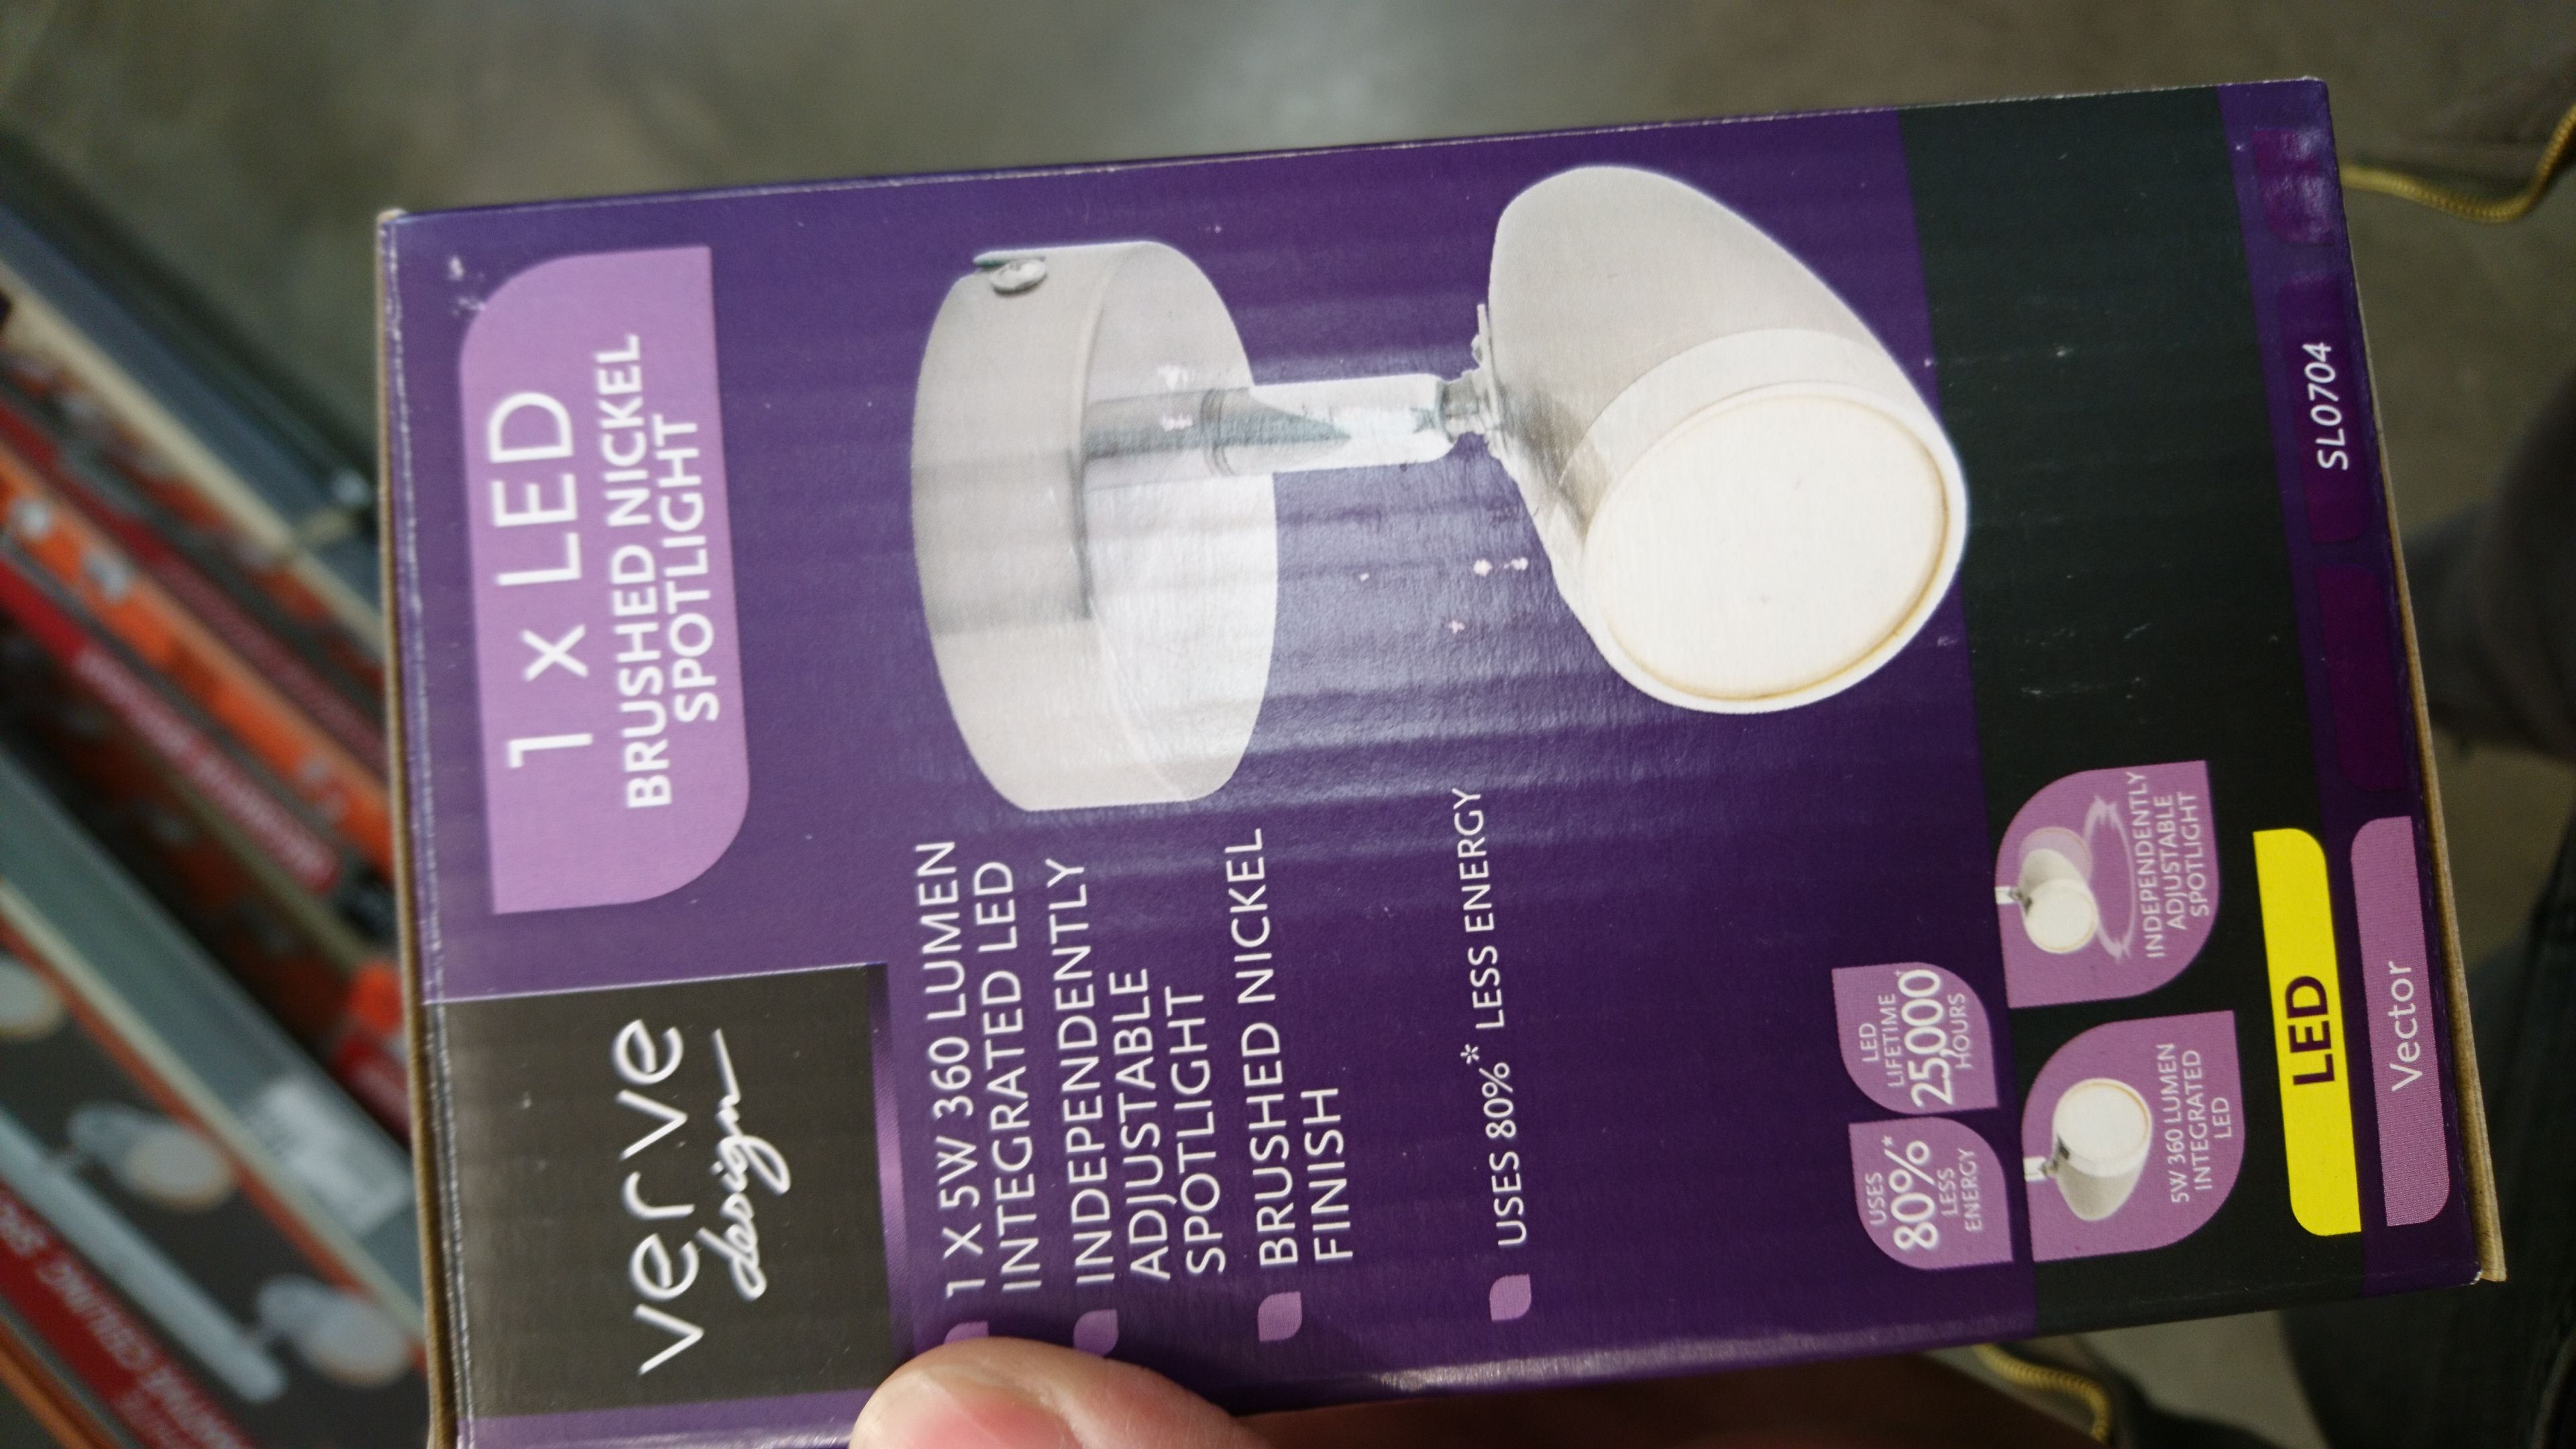 CEILING
verve
design
1 x LED
BRUSHED NICKEL
SPOTLIGHT
1 X 5W 360 LUMEN
INTEGRATED LED
INDEPENDENTLY
ADJUSTABLE
SPOTLIGHT
BRUSHED NICKEL
FINISH
USES 80%* LESS ENERGY
USES
80%*
LESS
ENERGY
LED
LIFETIME
25,000†
HOURS
5W 360 LUMEN
INTEGRATED
LED
INDEPENDENTLY
ADJUSTABLE
SPOTLIGHT
LED
Vector
SL0704